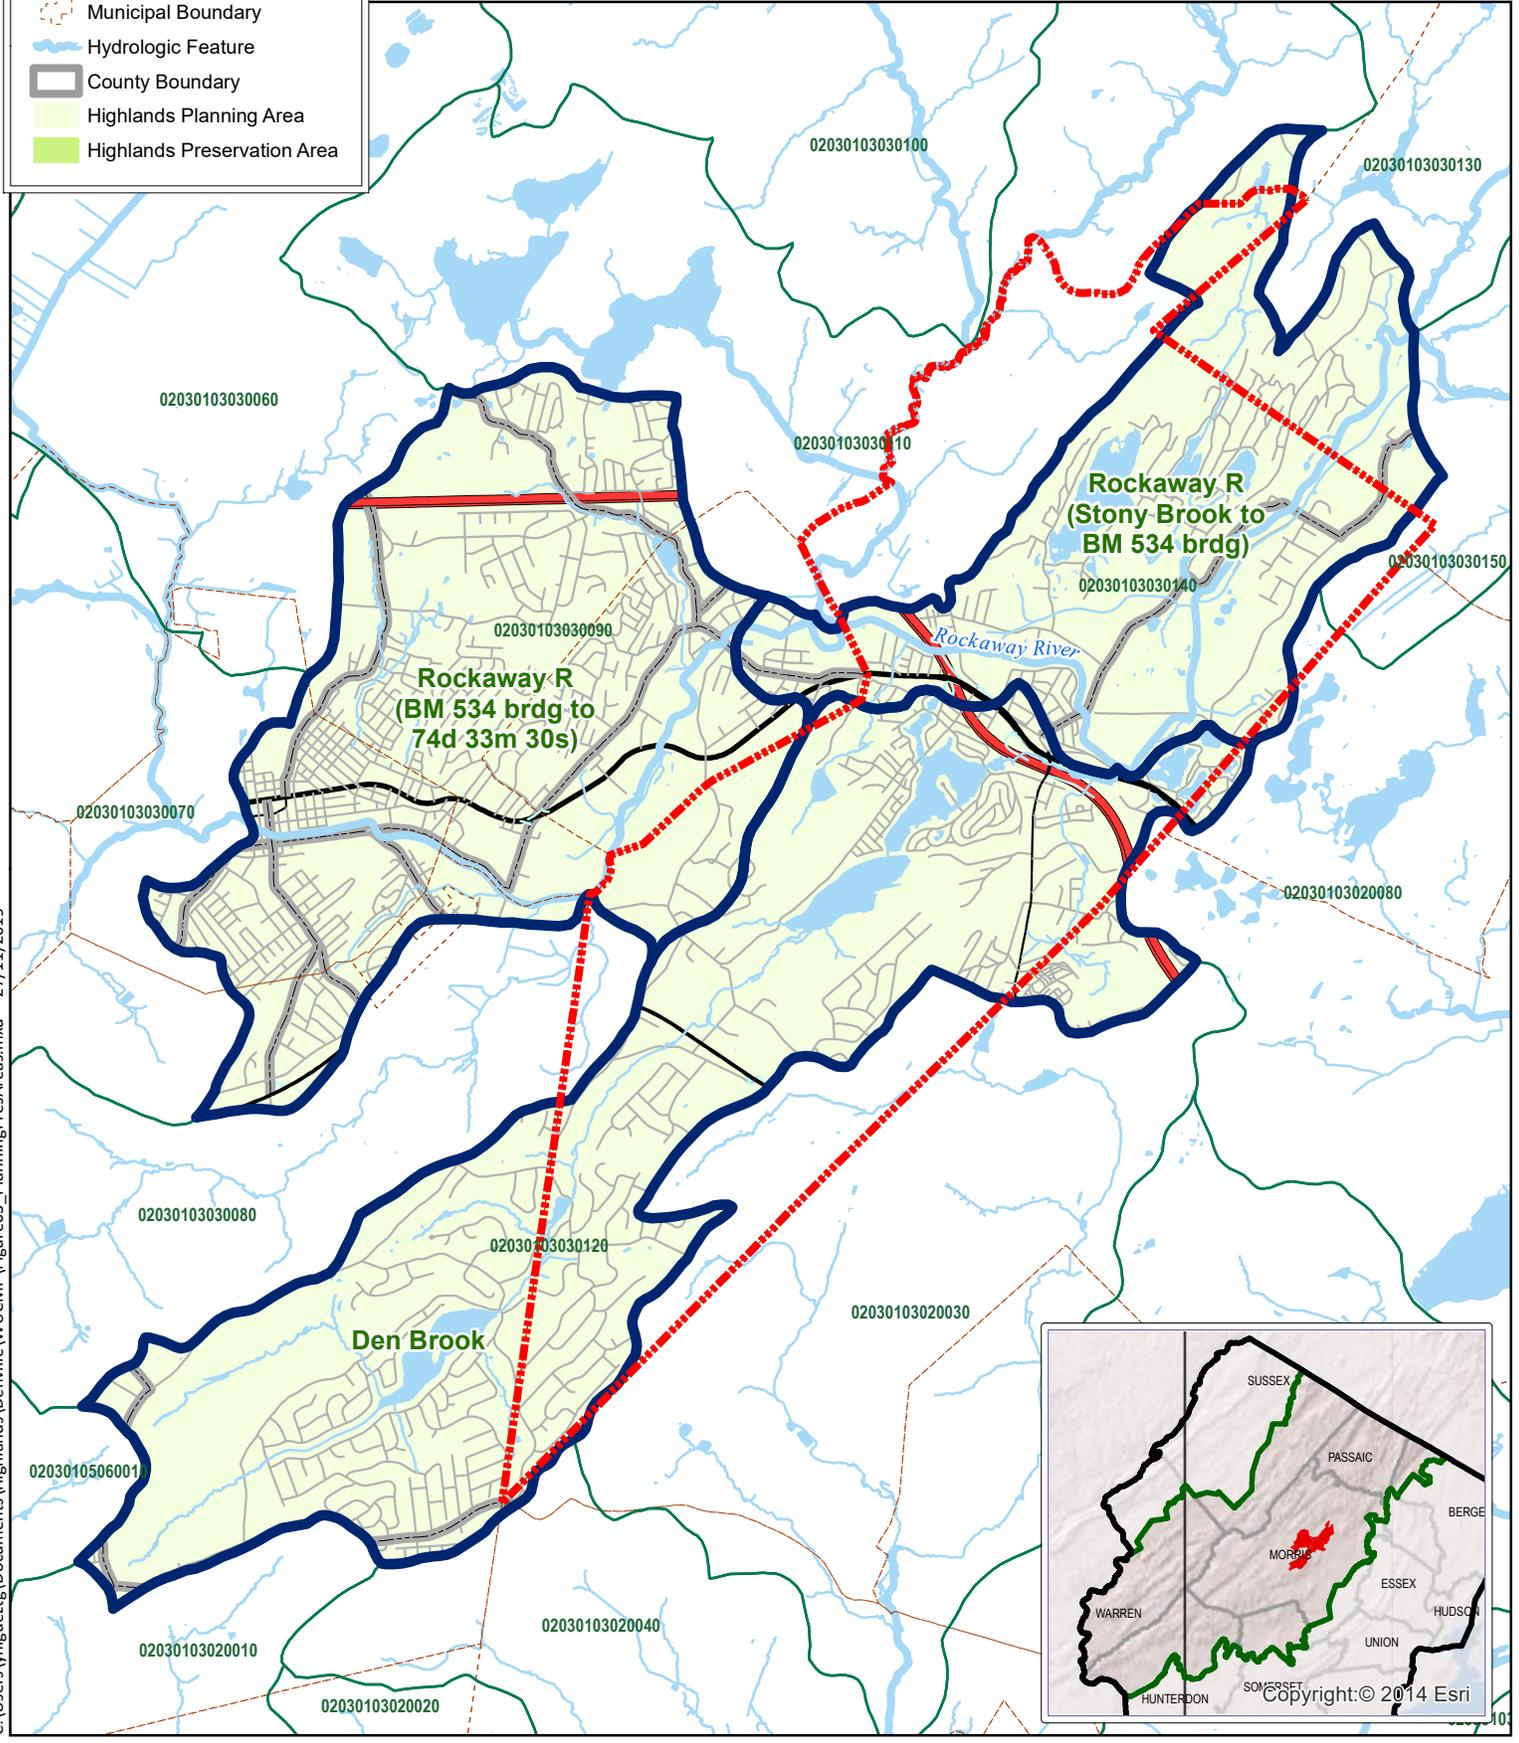 Municipal Boundary
Hydrologic Feature
County Boundary
Highlands Planning Area
Highlands Preservation Area
02030103030100
02030103030130
02030103030060
02030103030110
Rockaway R
(Stony Brook to
BM 534 brdg)
02030103030150
02030103030140
02030103030090
Rockaway River
Rockaway R
(BM 534 brdg to
74d 33m 30s)
02030103030070
02030103020080
02030103030080
02030103030120
02030103020030
Den Brook
02030105060010
02030103020040
02030103020010
02030103020020
SUSSEX
PASSAIC
BERGE
MORRIS
ESSEX
WARREN
HUDSON
UNION
SOMERSET
HUNTERDON
Copyright:© 2014 Esri